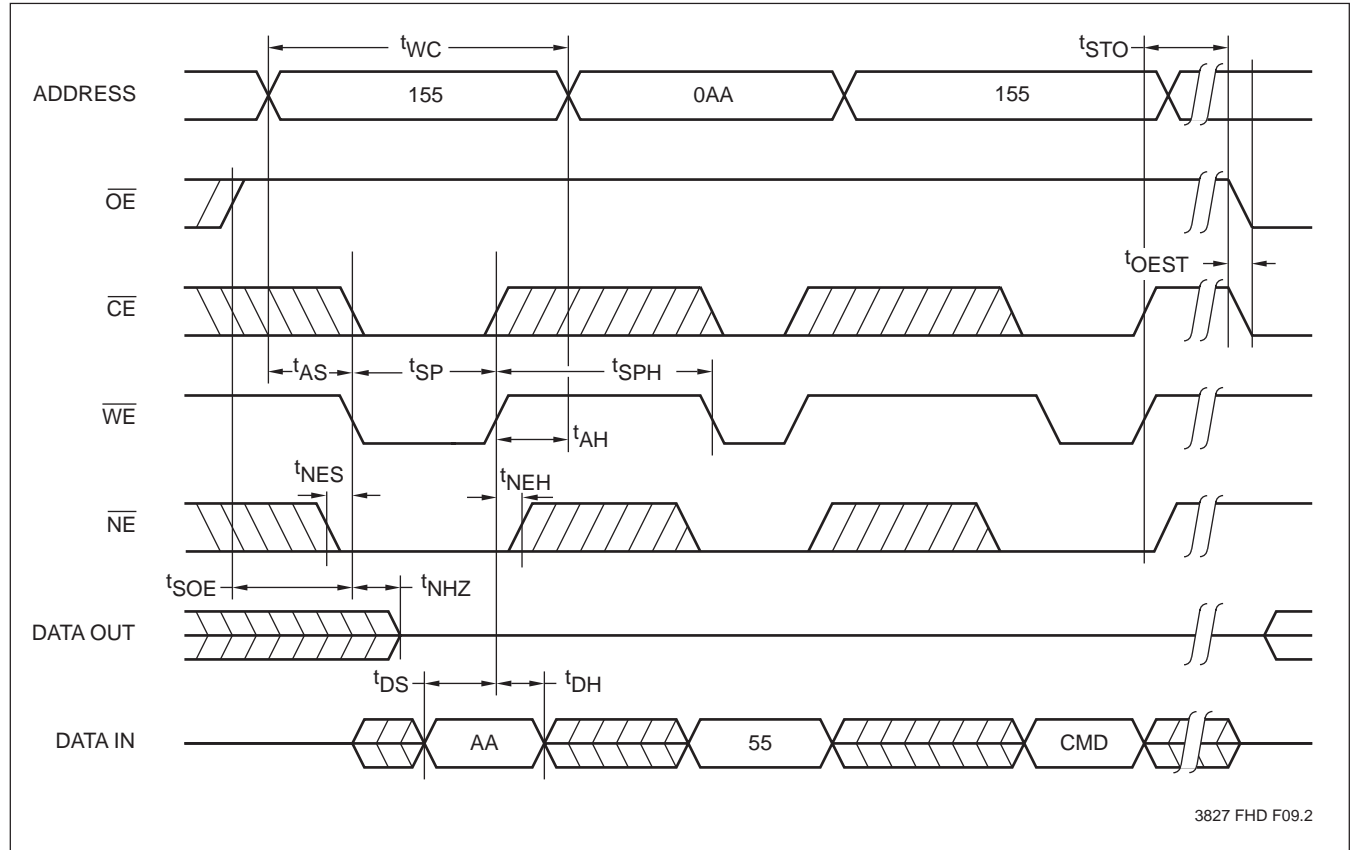 tWC
tSTO
ADDRESS
155
0AA
155
OE
tOEST
CE
tAS
tSP
tSPH
WE
tAH
tNES
tNEH
NE
tSOE
tNHZ
DATA OUT
tDS
tDH
DATA IN
AA
55
CMD
3827 FHD F09.2